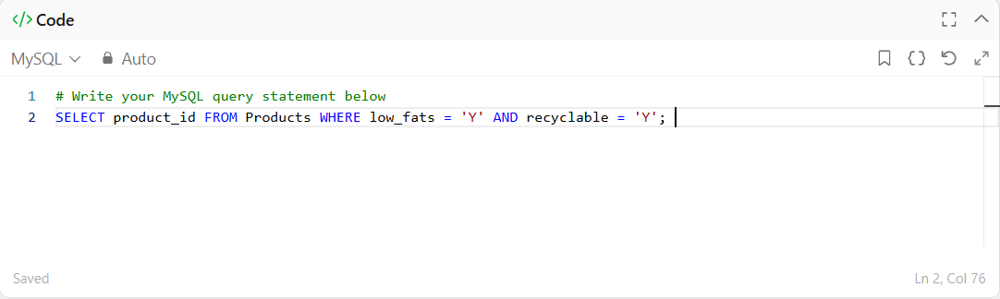 </> Code
MySQL Auto
1 # Write your MySQL query statement below
2 SELECT product_id FROM Products WHERE low_fats = 'Y' AND recyclable = 'Y';
Saved Ln 2, Col 76